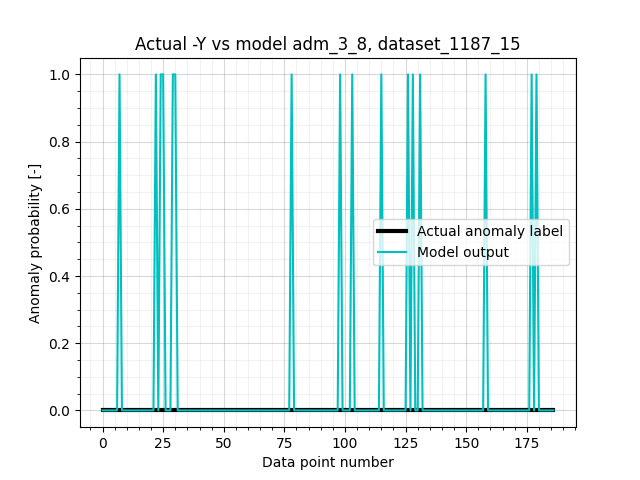 Actual -Y vs model adm_3_8, dataset_1187_15
Anomaly probability [-]
1.0
0.8
0.6
0.4
0.2
0.0
Actual anomaly label
Model output
0 25 50 75 100 125 150 175
Data point number